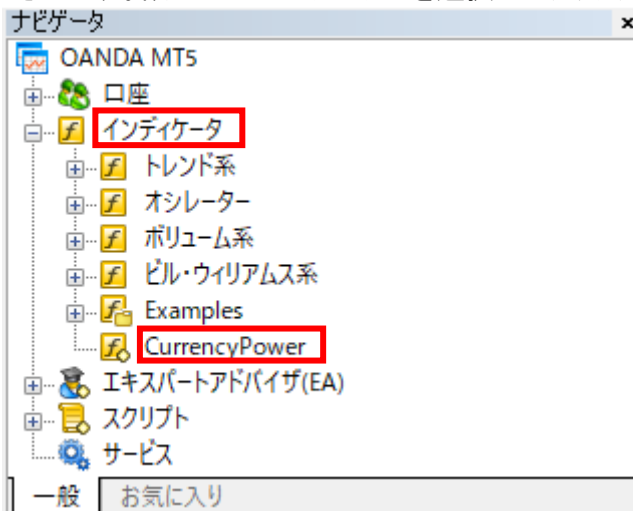 ナビゲータ
OANDA MT5
口座
インディケータ
トレンド系
オシレーター
ボリューム系
ビル・ウィリアムス系
Examples
CurrencyPower
エキスパートアドバイザ(EA)
スクリプト
サービス
一般 お気に入り